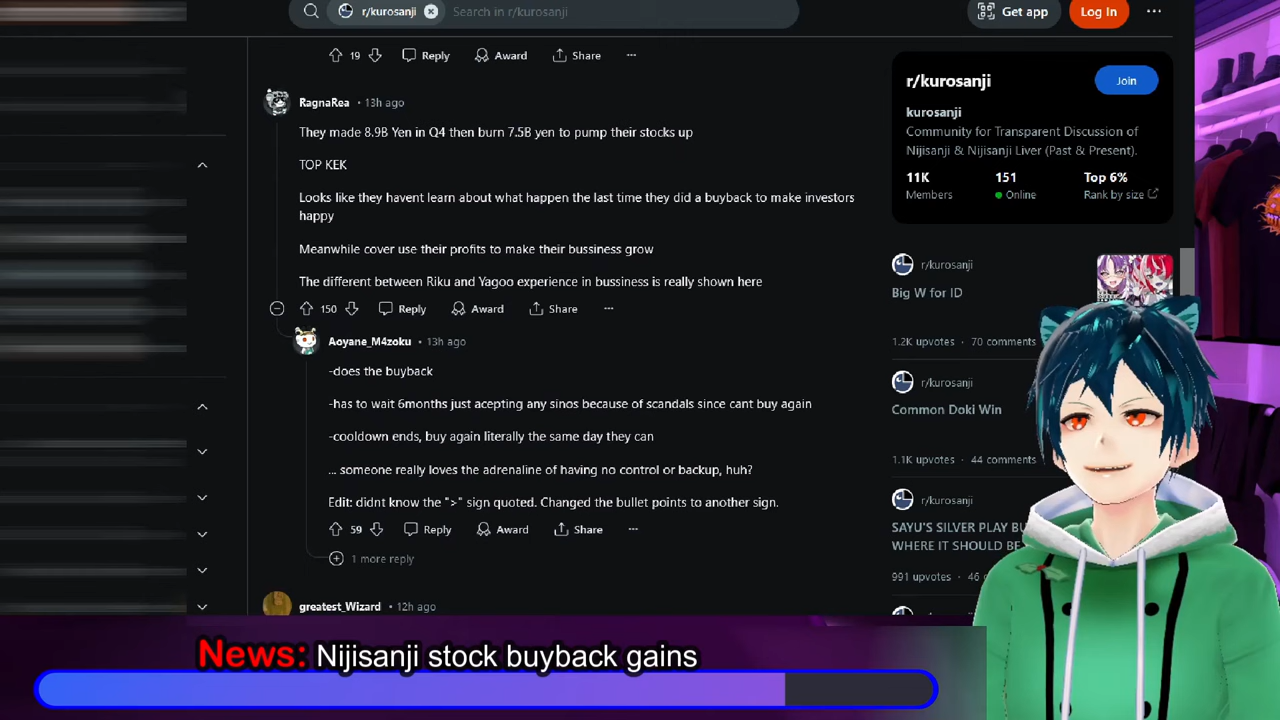 r/kurosanji
Search in r/kurosanji
Get app
Log In
19
Reply
Award
Share
RagnaRea • 13h ago
They made 8.9B Yen in Q4 then burn 7.5B yen to pump their stocks up
TOP KEK
Looks like they havent learn about what happen the last time they did a buyback to make investors
happy
Meanwhile cover use their profits to make their bussiness grow
The different between Riku and Yagoo experience in bussiness is really shown here
150
Reply
Award
Share
Aoyane_M4zoku • 13h ago
-does the buyback
-has to wait 6months just acepting any sinos because of scandals since cant buy again
-cooldown ends, buy again literally the same day they can
... someone really loves the adrenaline of having no control or backup, huh?
Edit: didnt know the ">" sign quoted. Changed the bullet points to another sign.
59
Reply
Award
Share
1 more reply
greatest_Wizard • 12h ago
r/kurosanji
Join
kurosanji
Community for Transparent Discussion of
Nijisanji & Nijisanji Liver (Past & Present).
11K 151 Top 6%
Members Online Rank by size
r/kurosanji
Big W for ID
1.2K upvotes • 70 comments
r/kurosanji
Common Doki Win
1.1K upvotes • 44 comments
r/kurosanji
SAYU'S SILVER PLAY BU
WHERE IT SHOULD BE
991 upvotes • 46
News: Nijisanji stock buyback gains